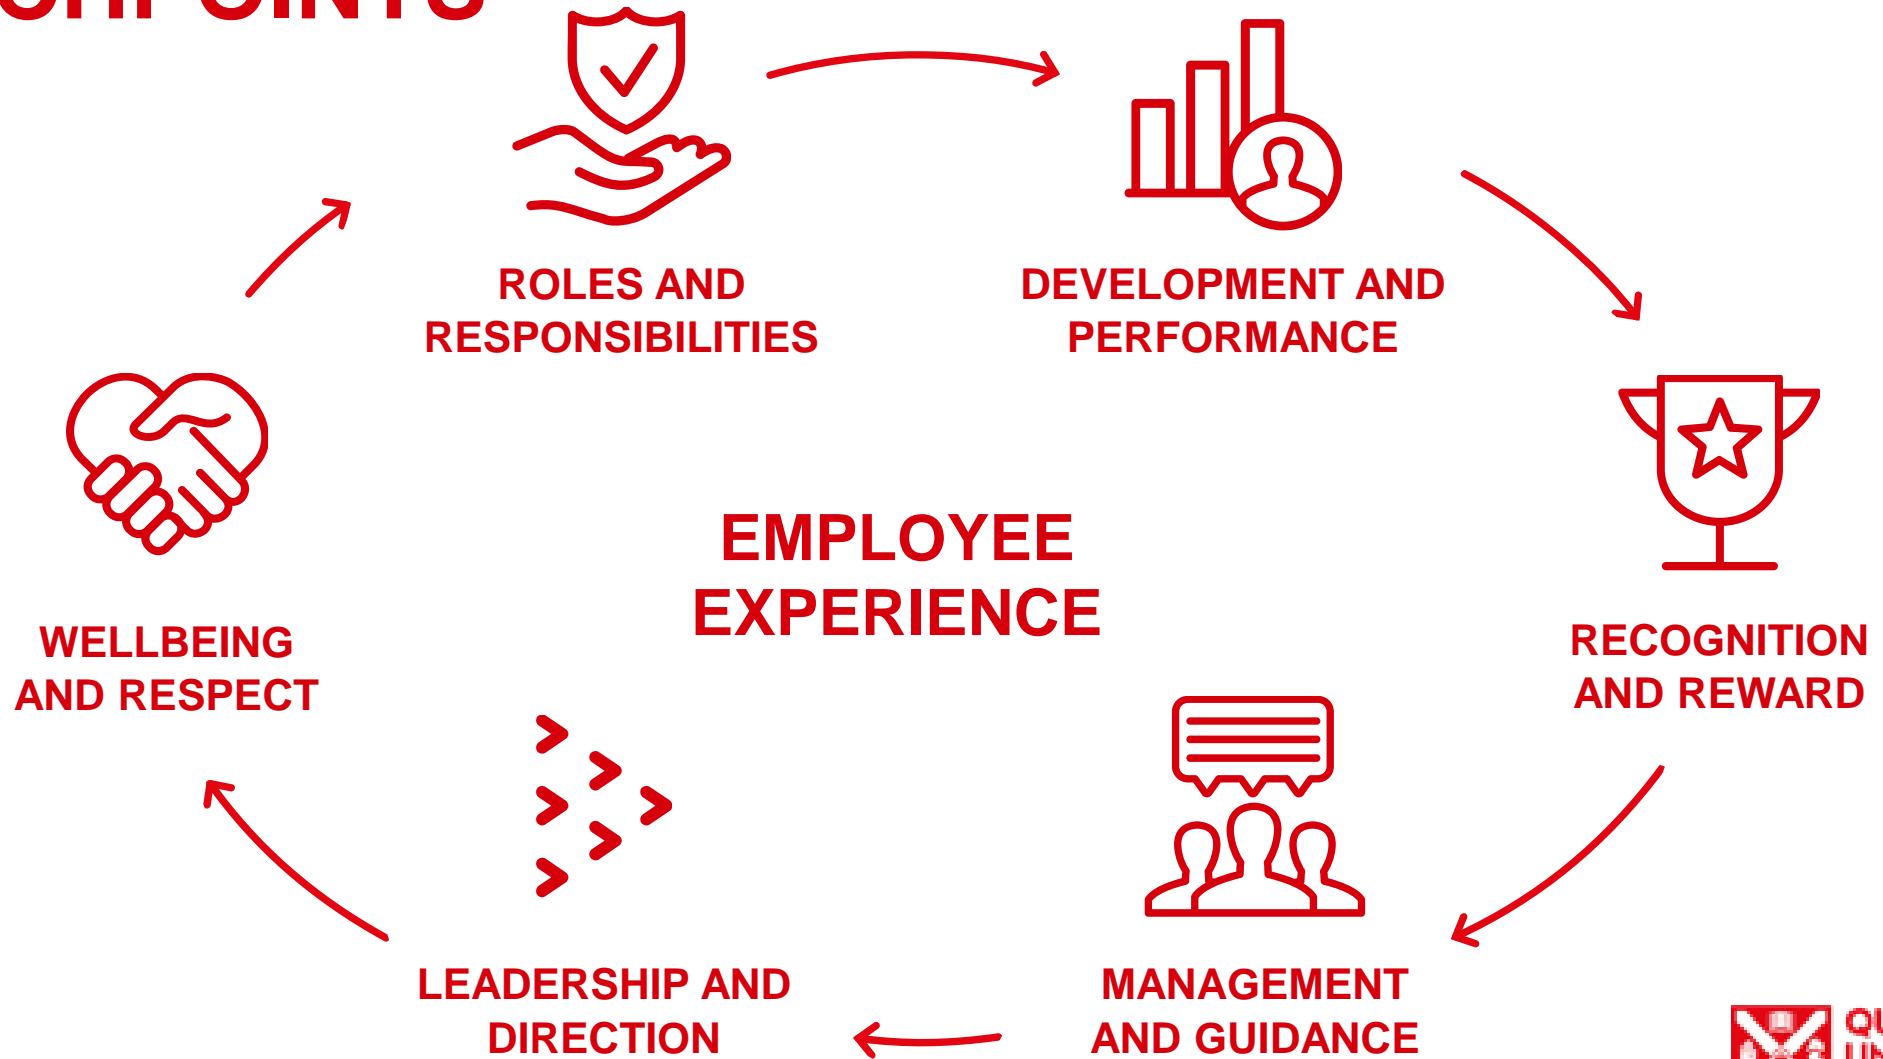 ROLES AND
RESPONSIBILITIES
DEVELOPMENT AND
PERFORMANCE
EMPLOYEE
EXPERIENCE
WELLBEING
AND RESPECT
RECOGNITION
AND REWARD
LEADERSHIP AND
DIRECTION
MANAGEMENT
AND GUIDANCE